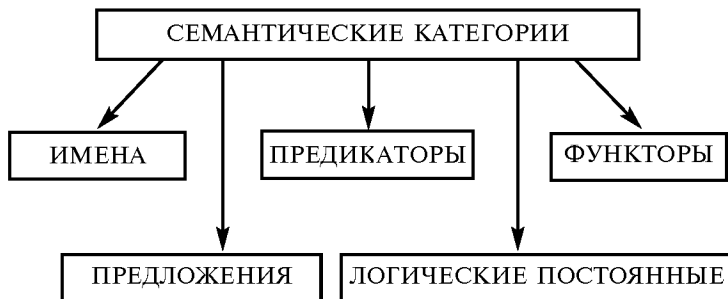 СЕМАНТИЧЕСКИЕ КАТЕГОРИИ
ИМЕНА
ПРЕДИКАТОРЫ
ФУНКТОРЫ
ПРЕДЛОЖЕНИЯ
ЛОГИЧЕСКИЕ ПОСТОЯННЫЕ